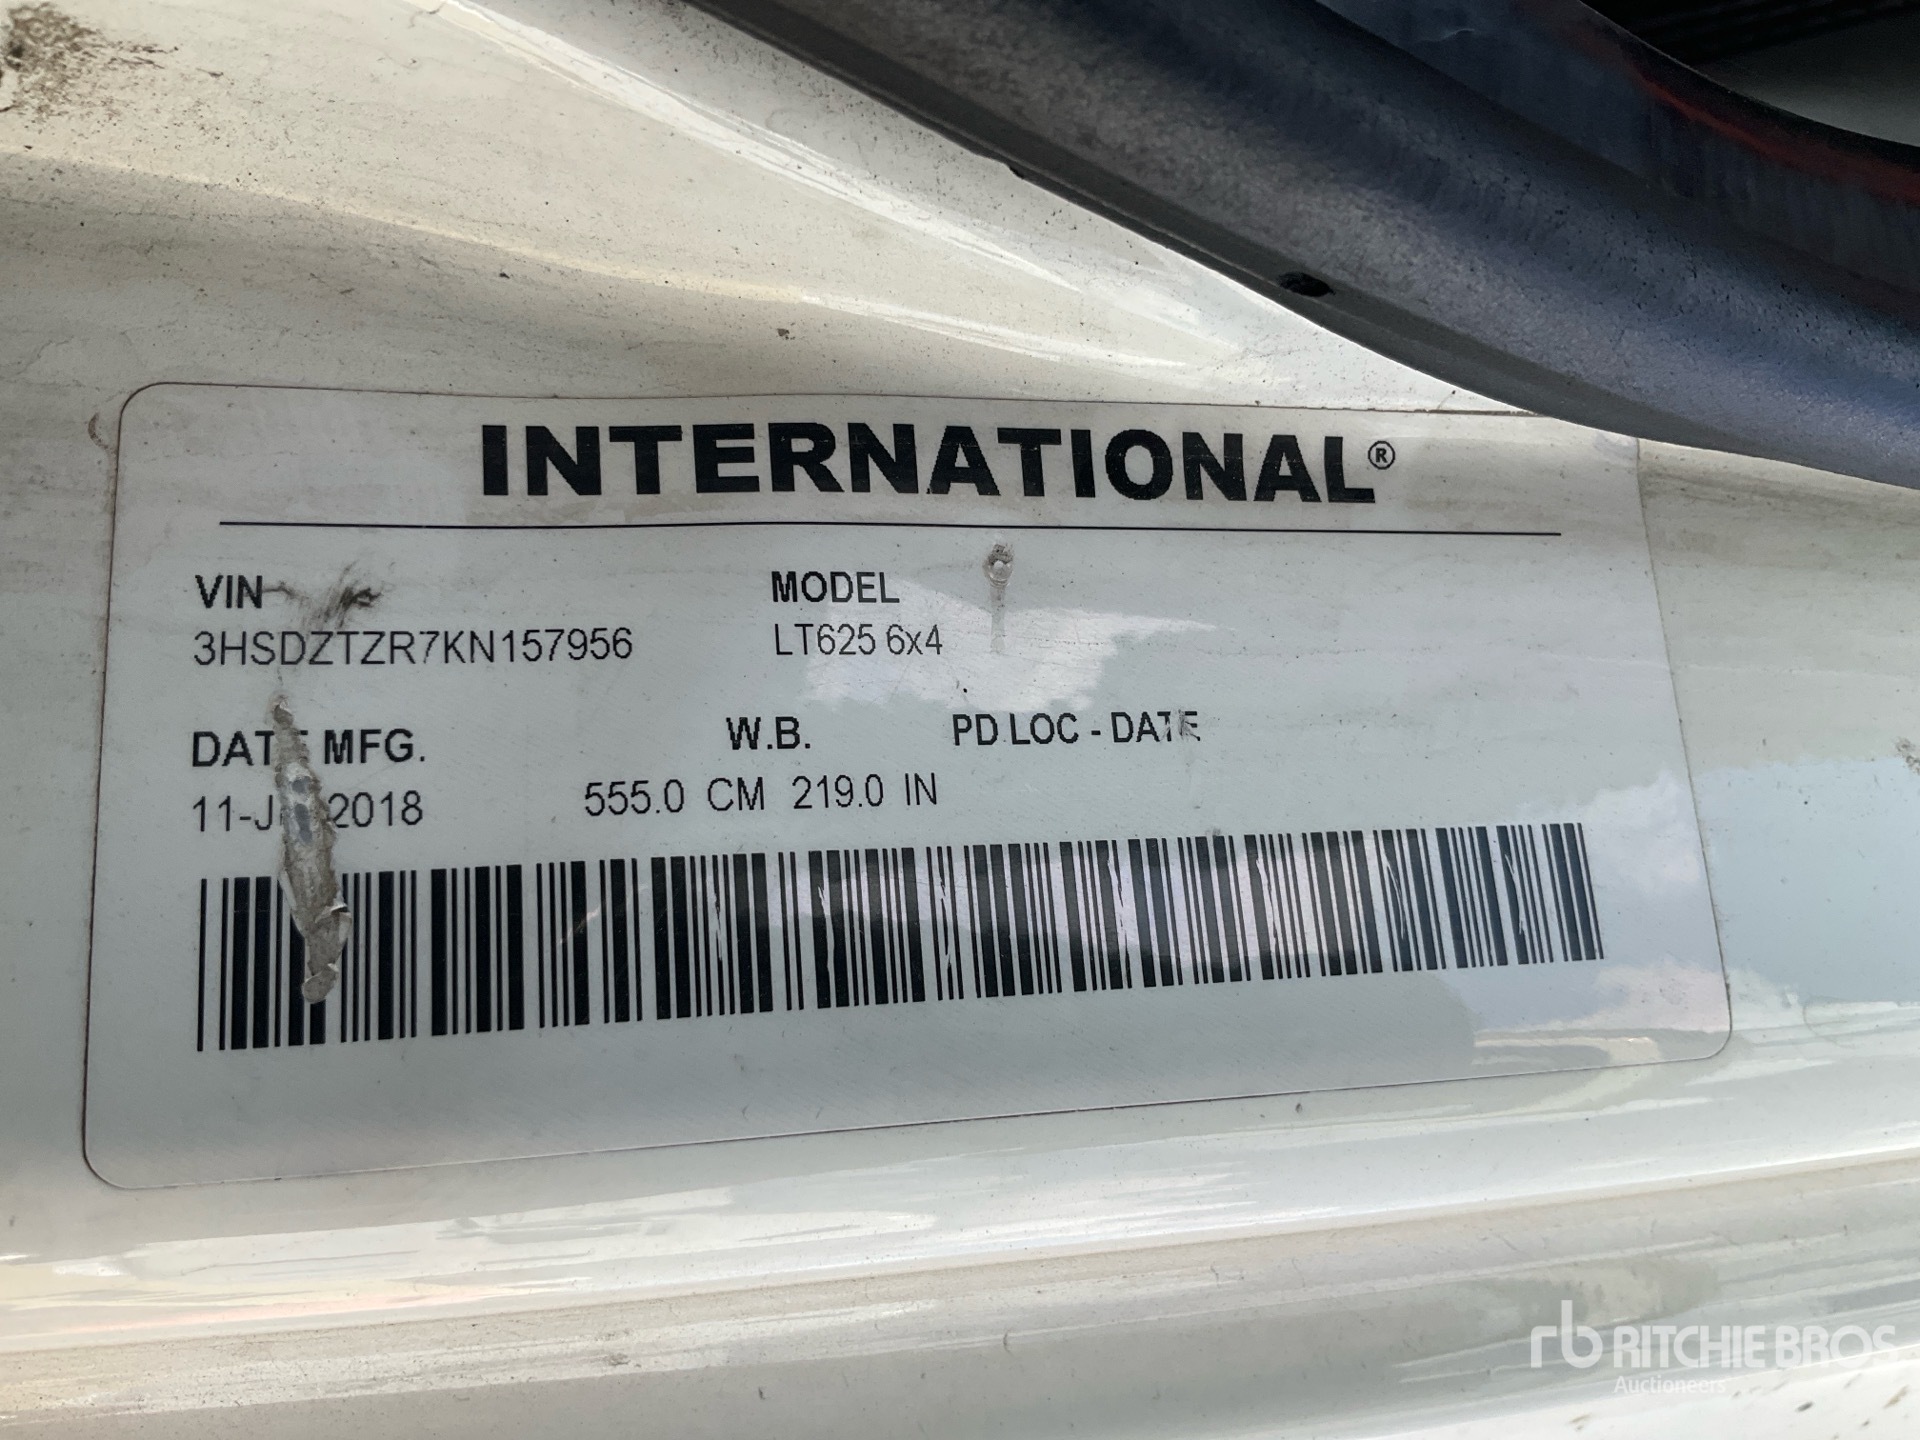 INTERNATIONAL®
VIN MODEL
3HSDZTZR7KN157956 LT625 6x4
DATE MFG. W.B. PD LOC - DATE
2018 555.0 CM 219.0 IN
rb RITCHIE BROS
Auctioneers